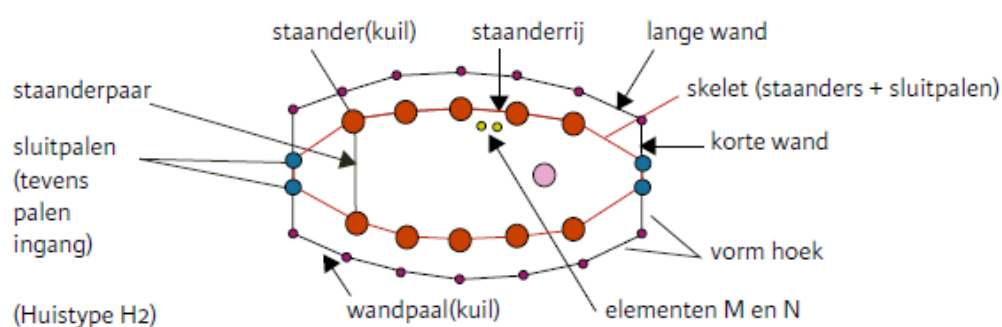 staander(kuil)
staanderrij
lange wand
staanderpaar
skelet (staanders + sluitpalen)
sluitpalen
(tevens
palen
ingang)
korte wand
vorm hoek
(Huistype H2)
wandpaal(kuil)
elementen M en N